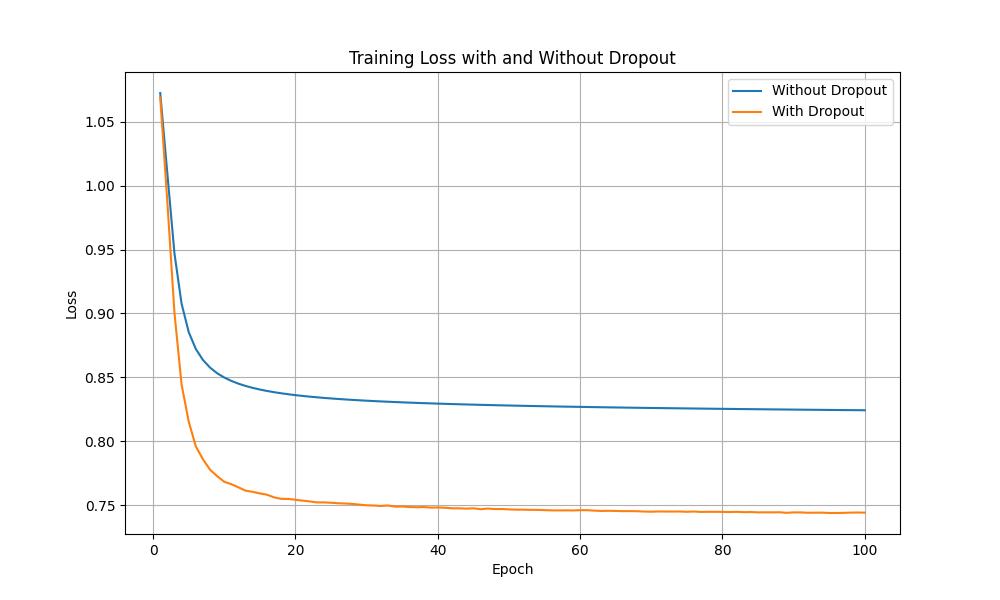 Training Loss with and Without Dropout
Without Dropout
With Dropout
1.05
1.00
0.95
0.90
0.85
0.80
0.75
Loss
0
20
40
60
80
100
Epoch